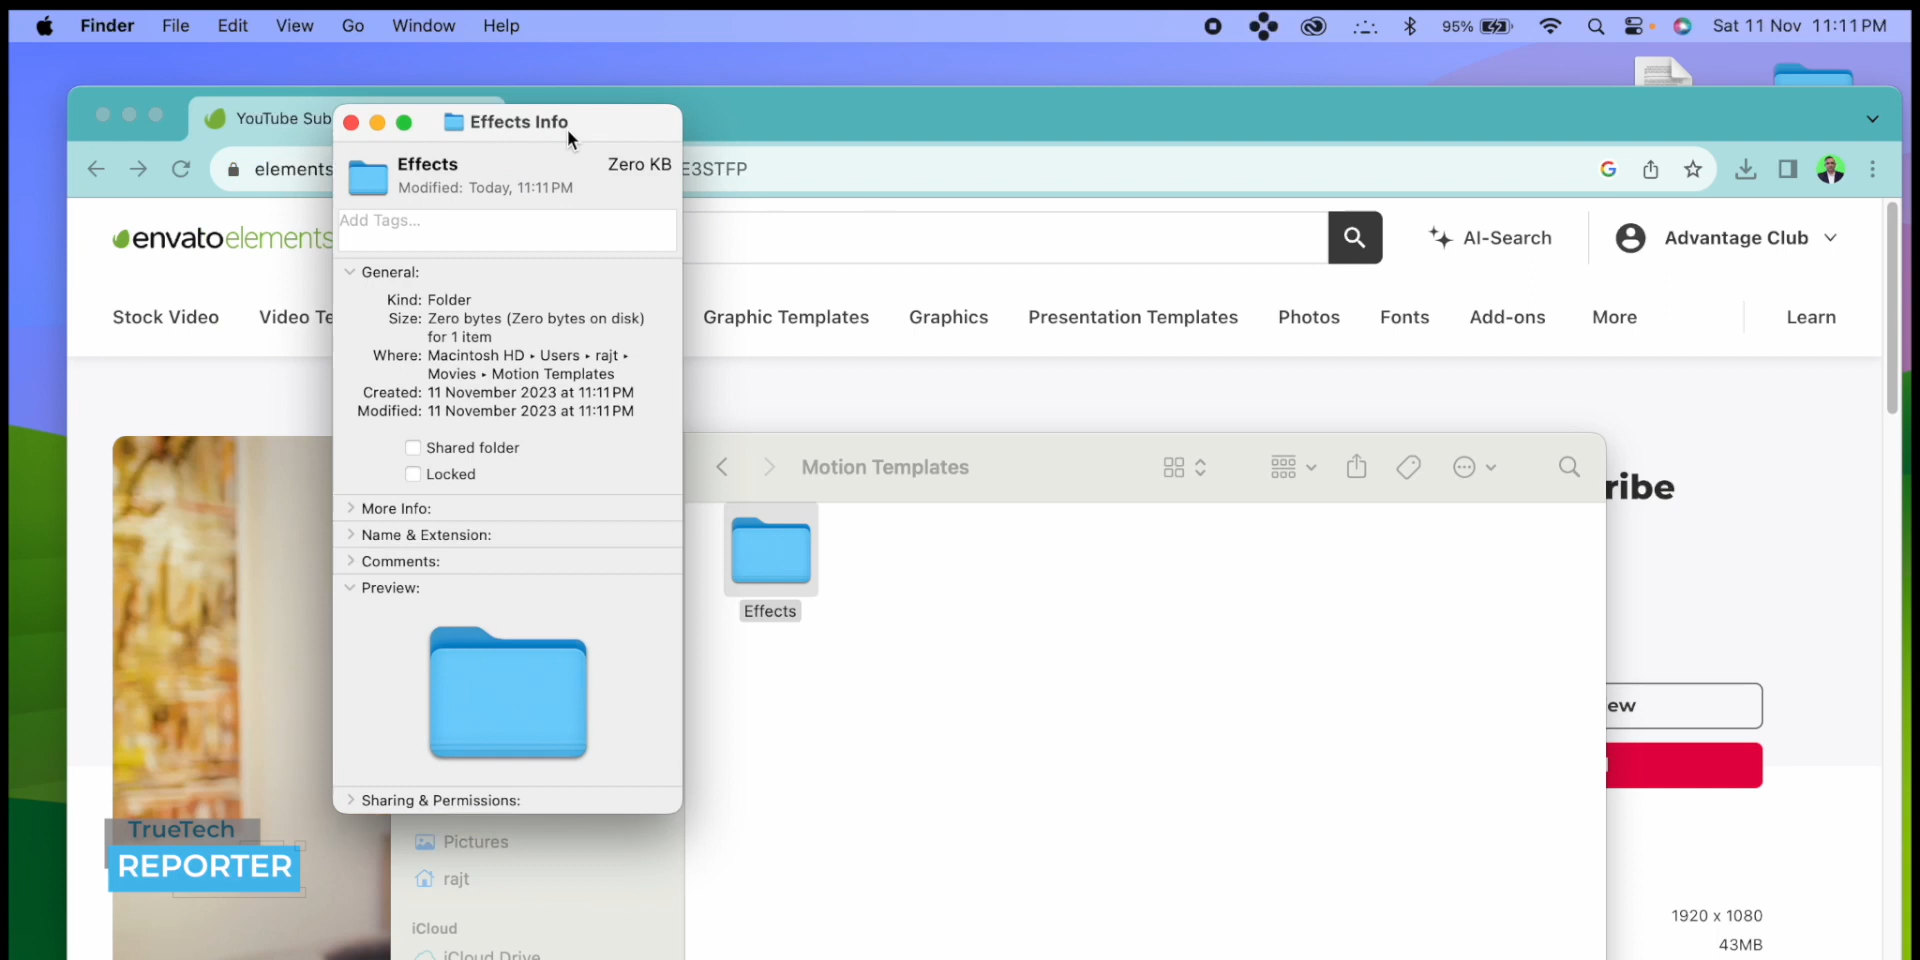 Finder File Edit View Go Window Help 95% Sat 11 Nov 11:11 PM
YouTube Sub
Effects Info
elements
E3STFP
Effects Zero KB
Modified: Today, 11:11 PM
Add Tags...
envatoelements
AI-Search
Advantage Club
General:
Kind: Folder
Size: Zero bytes (Zero bytes on disk)
for 1 item
Where: Macintosh HD ▸ Users ▸ rajt ▸
Movies ▸ Motion Templates
Created: 11 November 2023 at 11:11 PM
Modified: 11 November 2023 at 11:11 PM
Shared folder
Locked
More Info:
Name & Extension:
Comments:
Preview:
Sharing & Permissions:
Stock Video Video Te Graphic Templates Graphics Presentation Templates Photos Fonts Add-ons More Learn
Motion Templates
Effects
ribe
ew
TrueTech
REPORTER
Pictures
rajt
iCloud
iCloud Drive
1920 x 1080
43MB